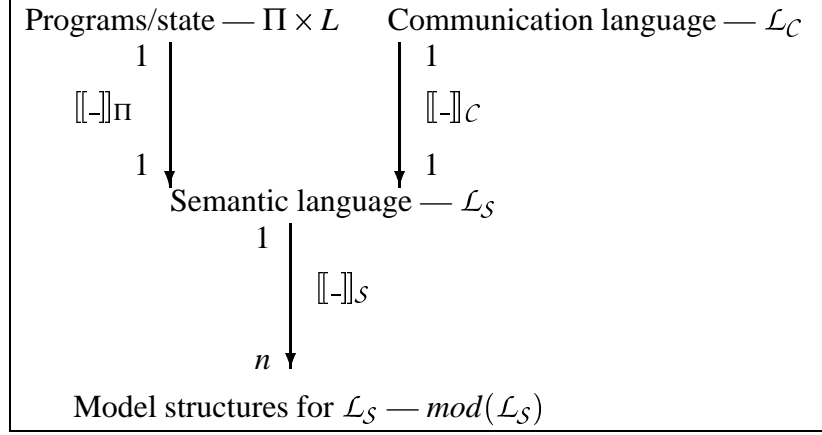 Programs/state — Π × L Communication language — ℒ_C
1 1
⟦_⟧_Π ⟦_⟧_C
1 1
Semantic language — ℒ_S
1
⟦_⟧_S
n
Model structures for ℒ_S — mod(ℒ_S)